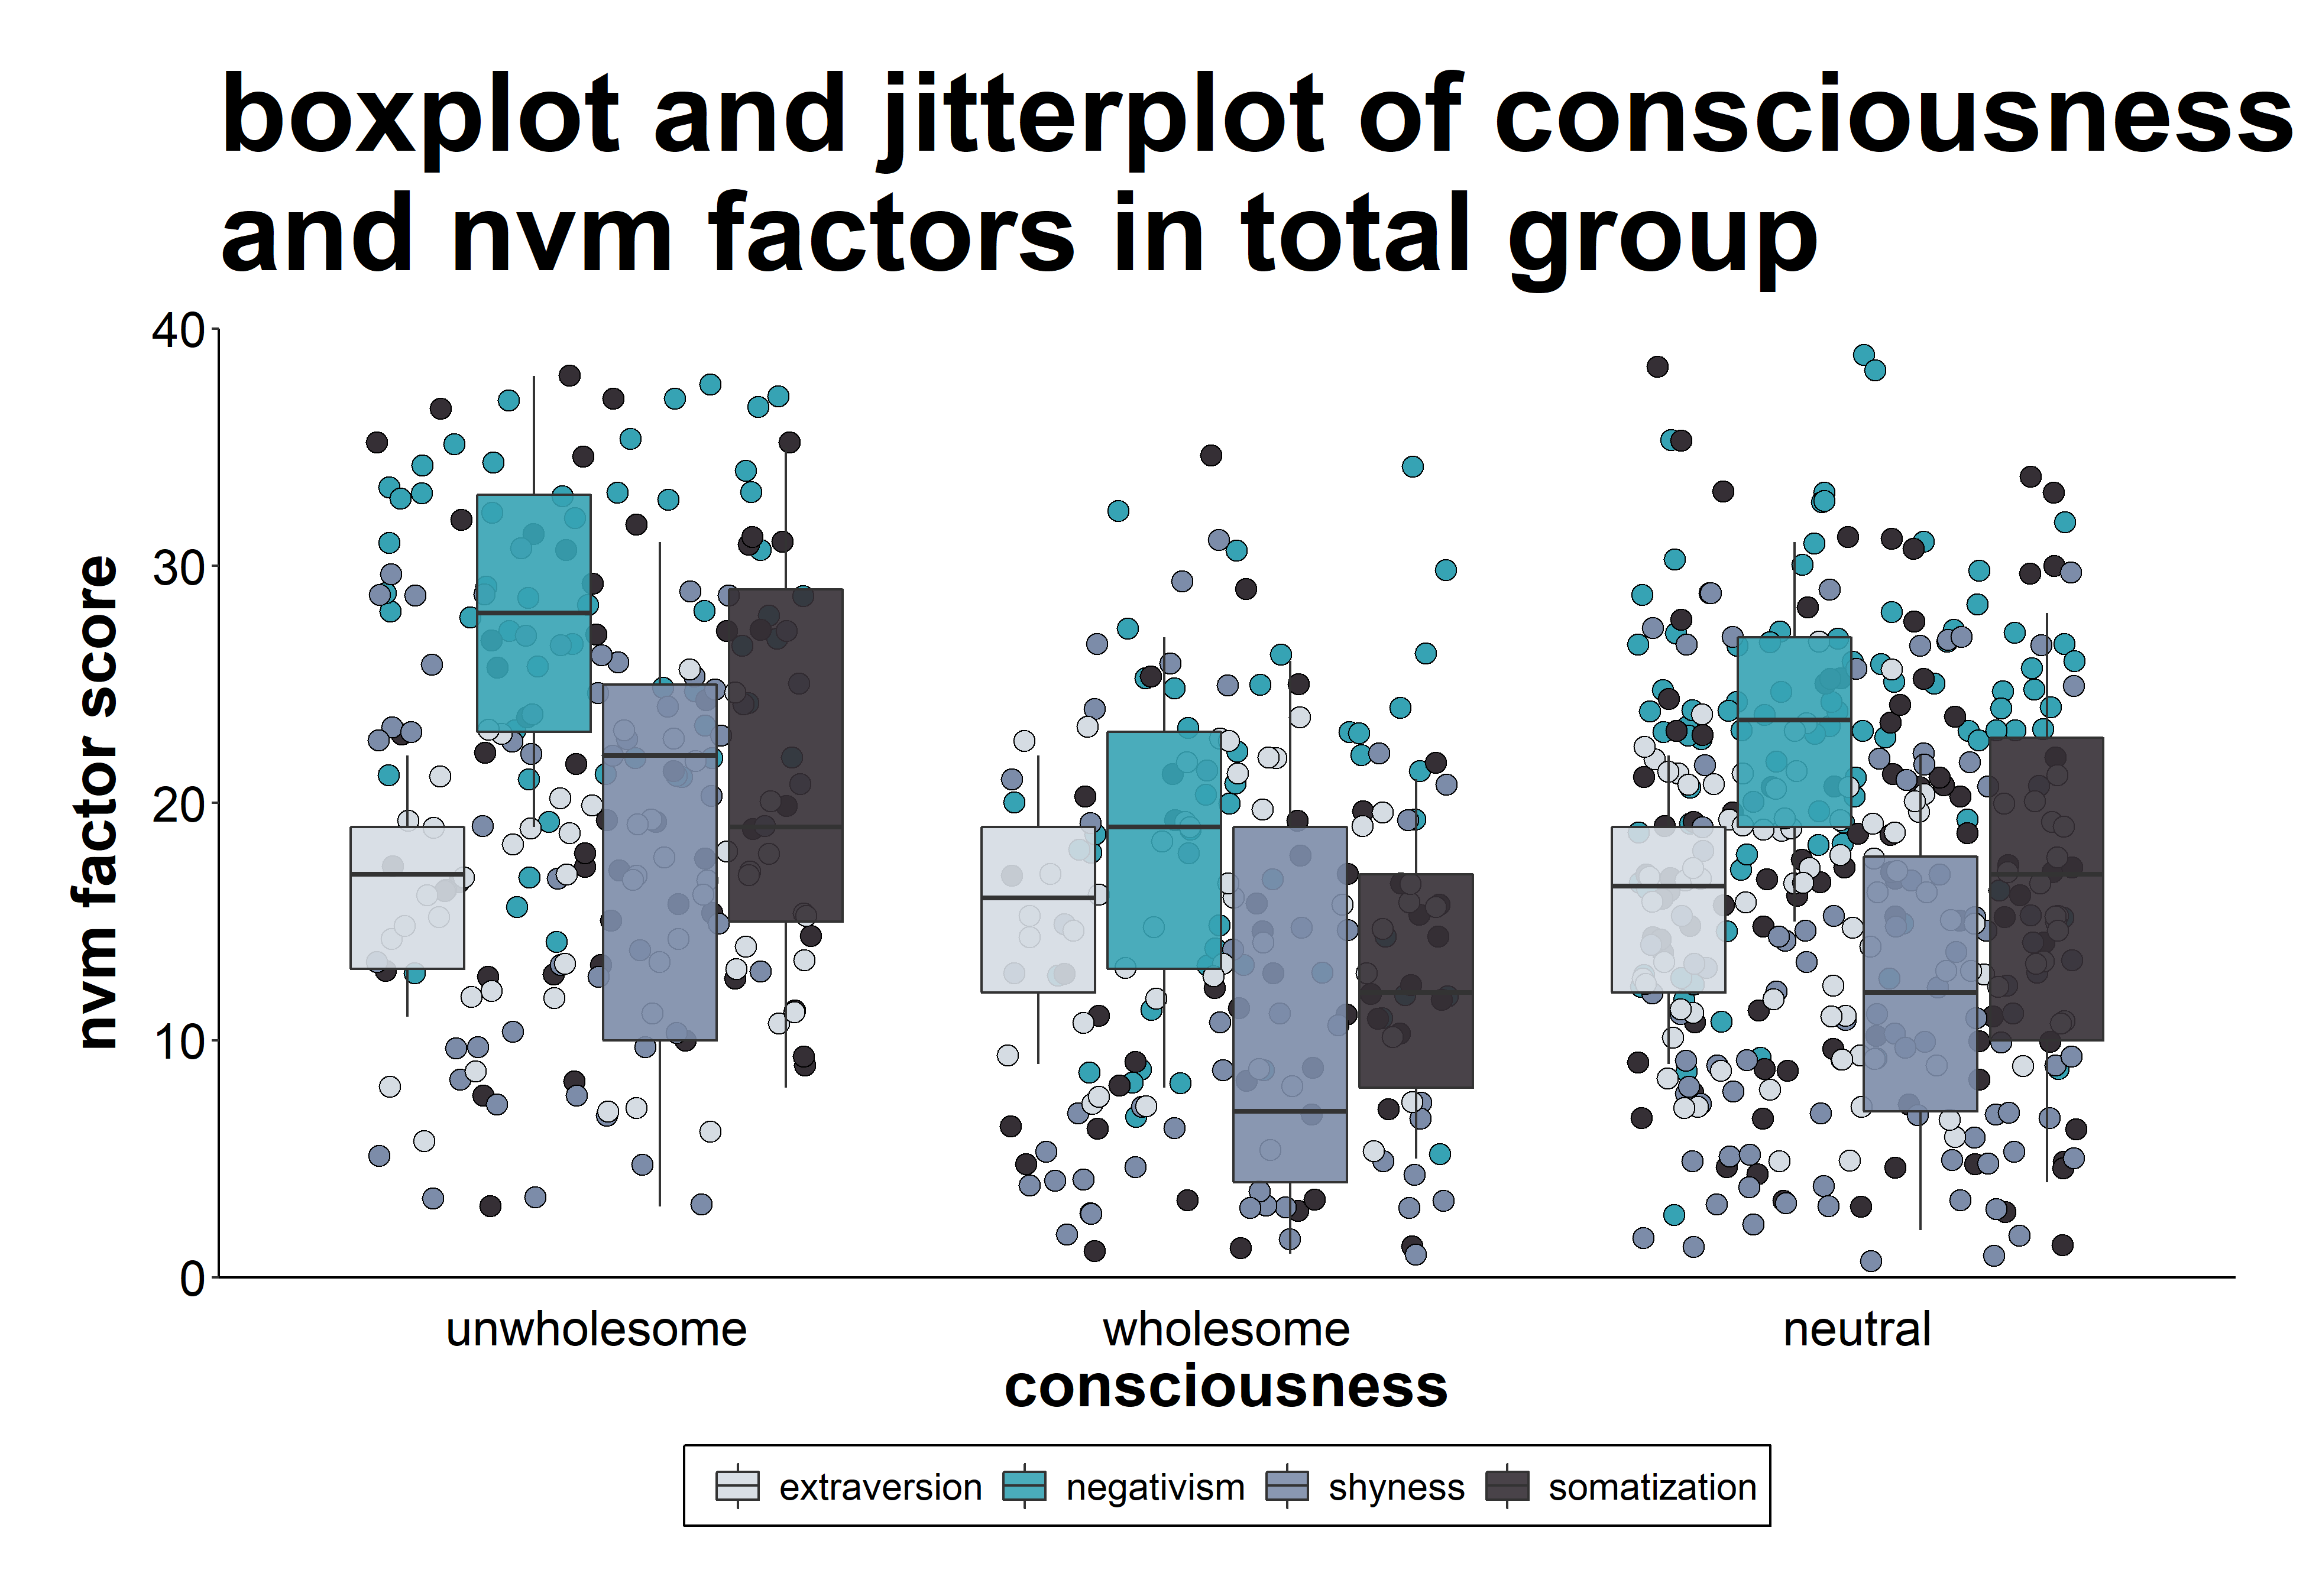 boxplot and jitterplot of consciousness
and nvm factors in total group
nvm factor score
40
30
20
10
0
unwholesome wholesome neutral
consciousness
extraversion negativism shyness somatization